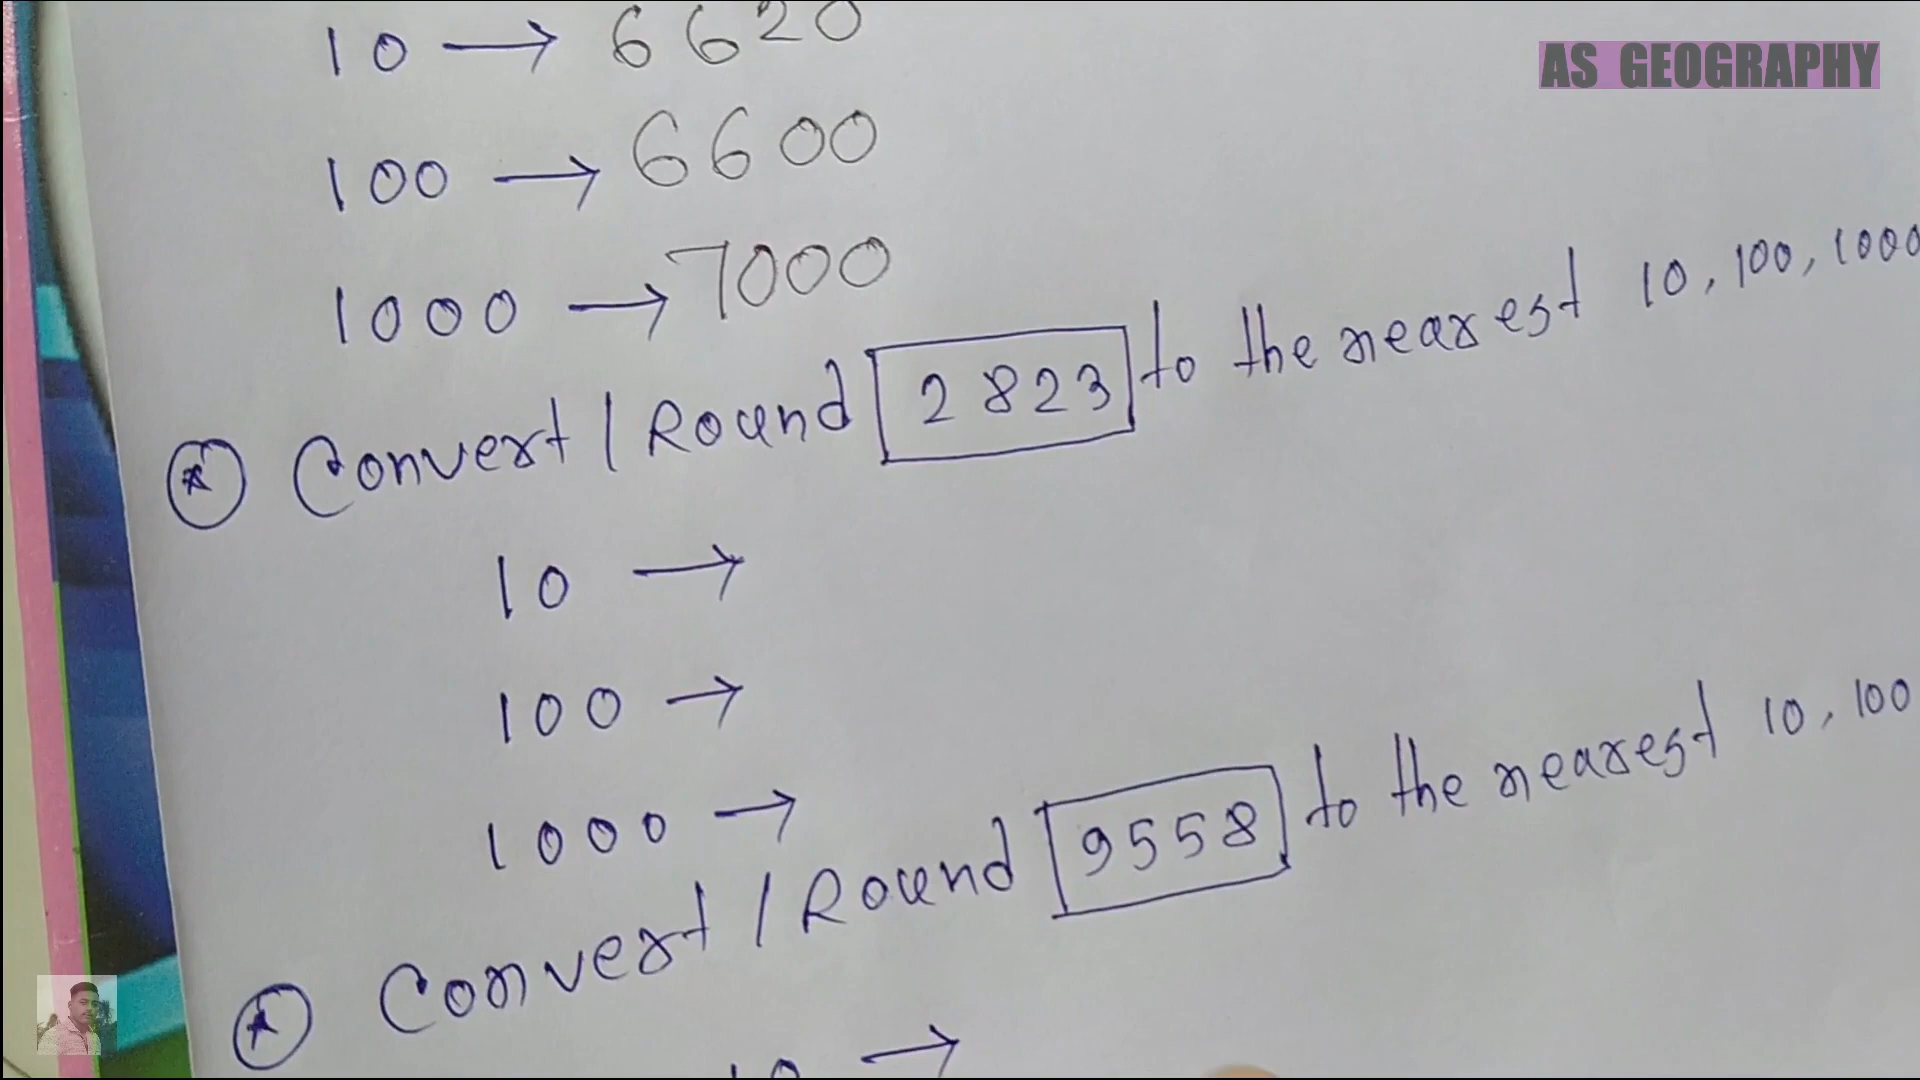 10 → 6620
AS GEOGRAPHY
100 → 6600
1000 → 7000
Convert / Round 2823 to the nearest 10, 100, 1000
10 →
100 →
1000 →
Convert / Round 9558 to the nearest 10, 100
10 →